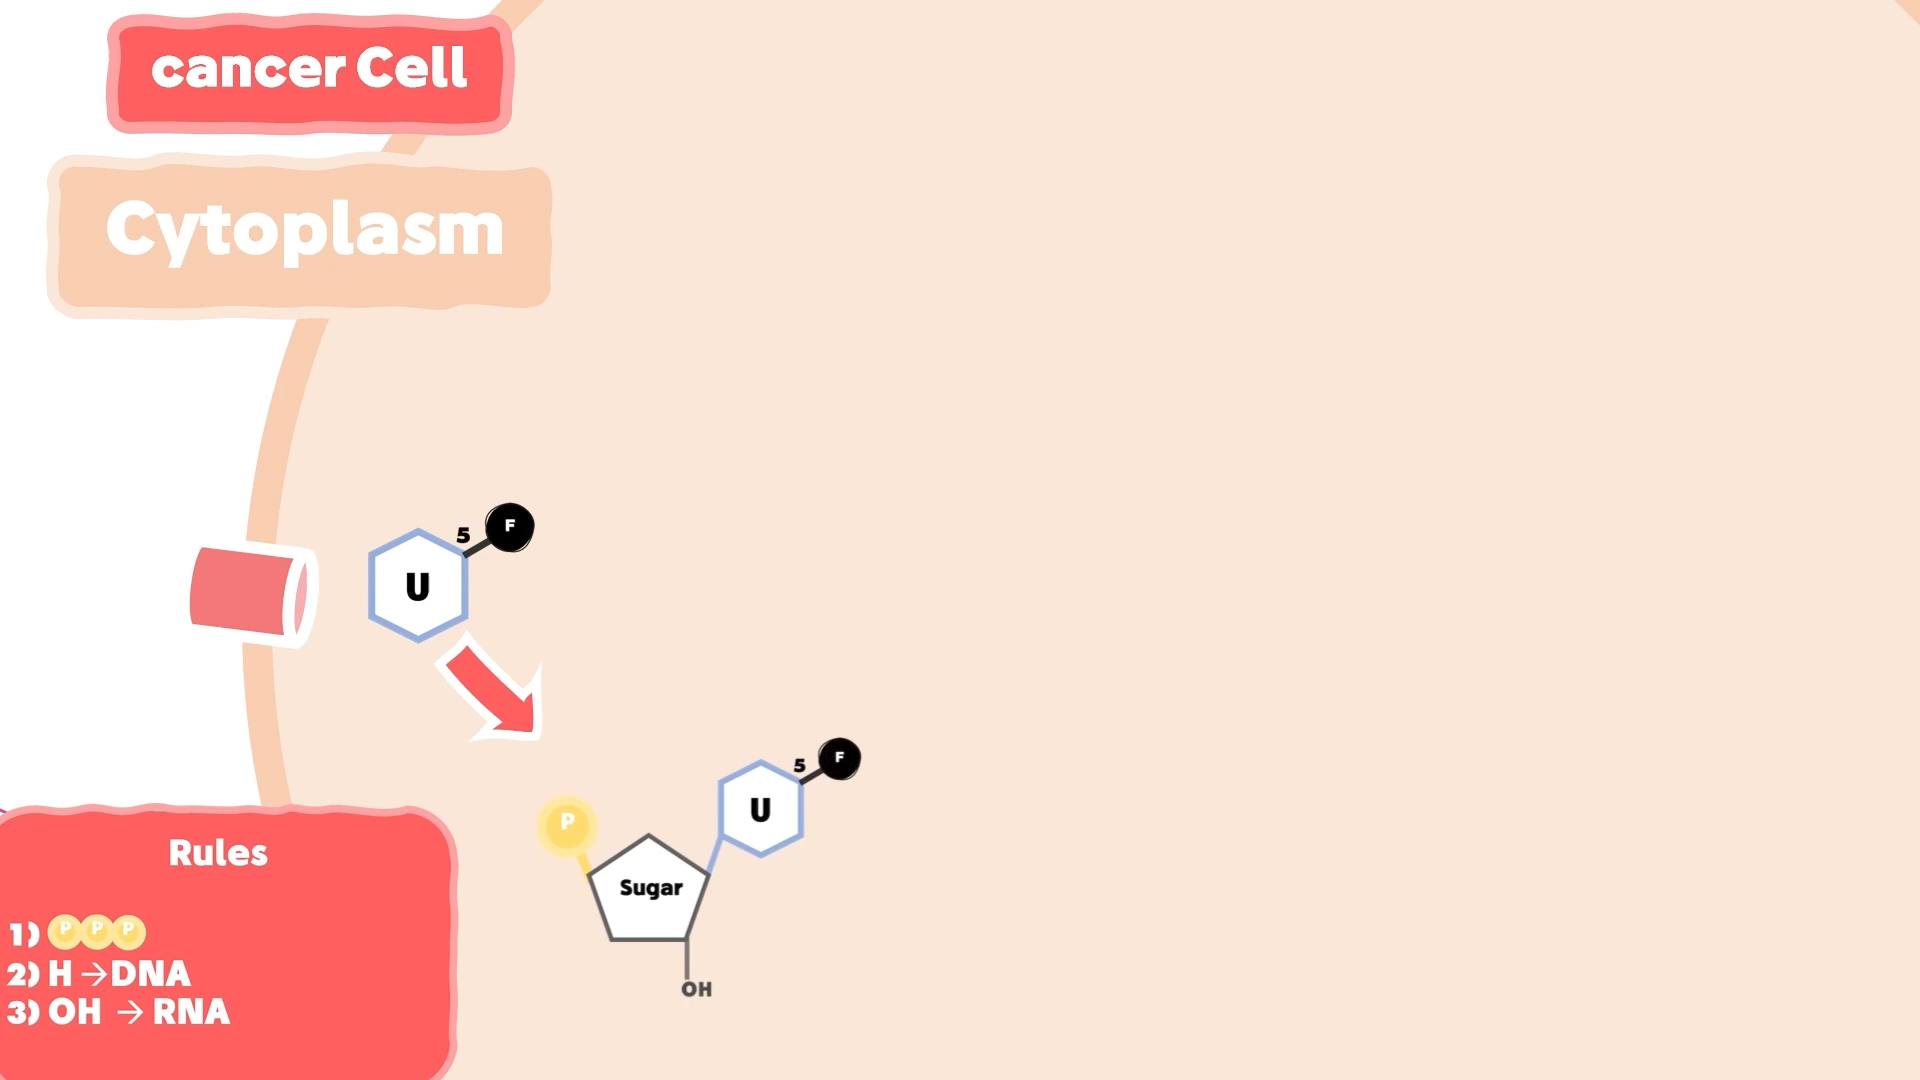 cancer Cell
Cytoplasm
5
F
U
5
F
U
P
Sugar
OH
Rules
1) P P P
2) H →DNA
3) OH → RNA